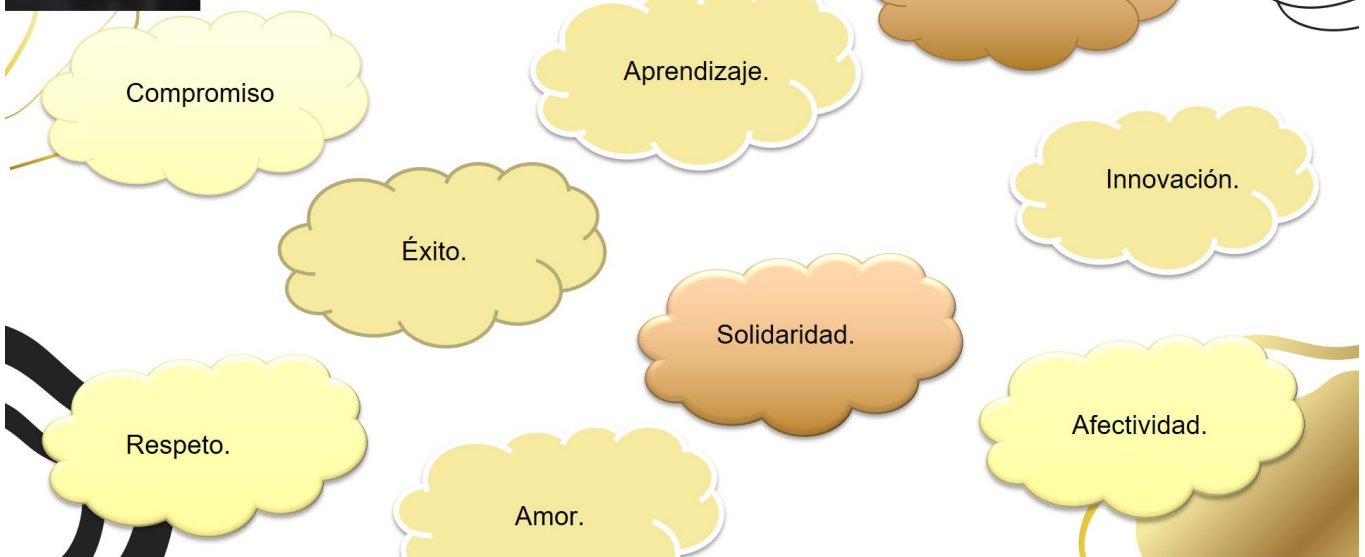 Compromiso
Aprendizaje.
Innovación.
Éxito.
Solidaridad.
Afectividad.
Respeto.
Amor.